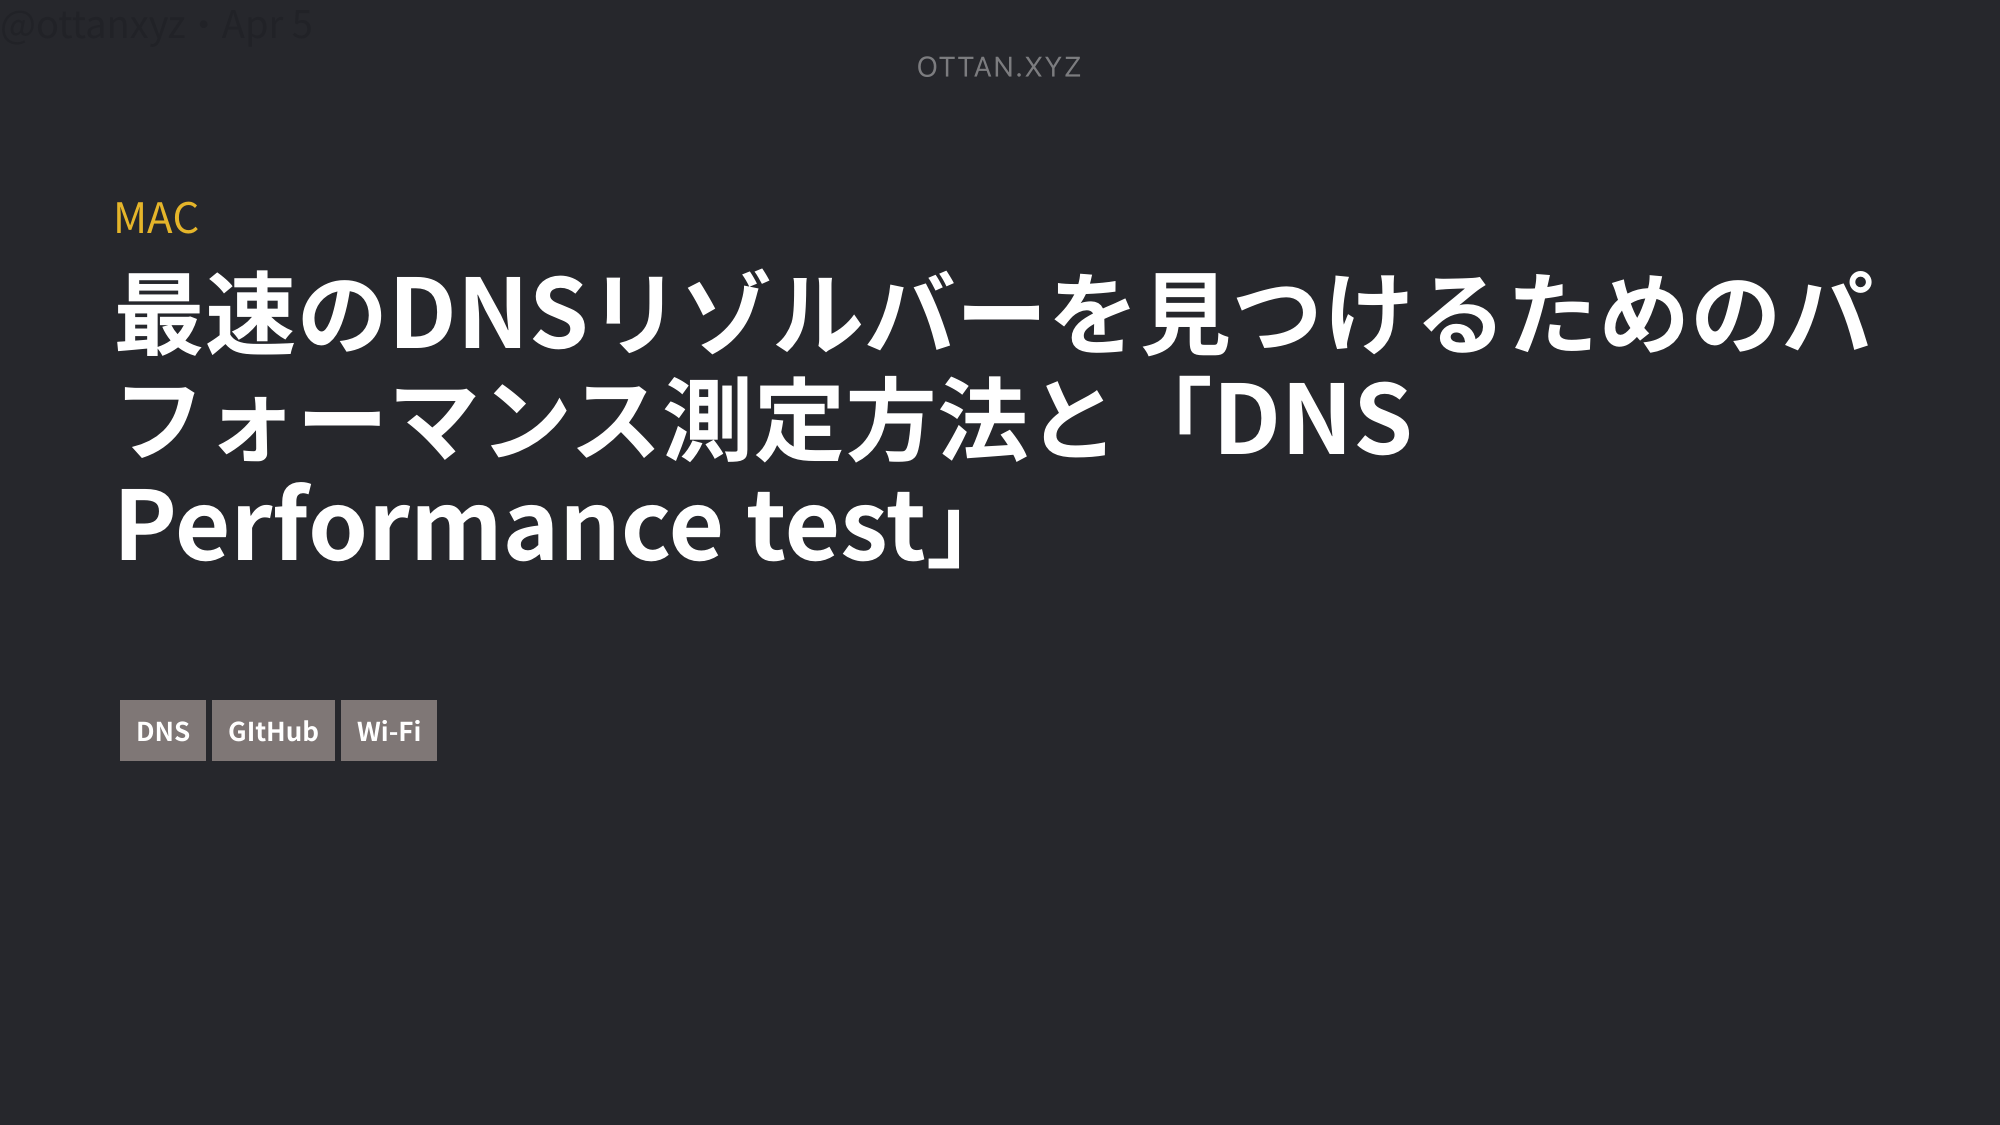 @ottanxyz・Apr 5
OTTAN.XYZ
MAC
最速のDNSリゾルバーを見つけるためのパ
フォーマンス測定方法と「DNS
Performance test」
DNS GItHub Wi-Fi